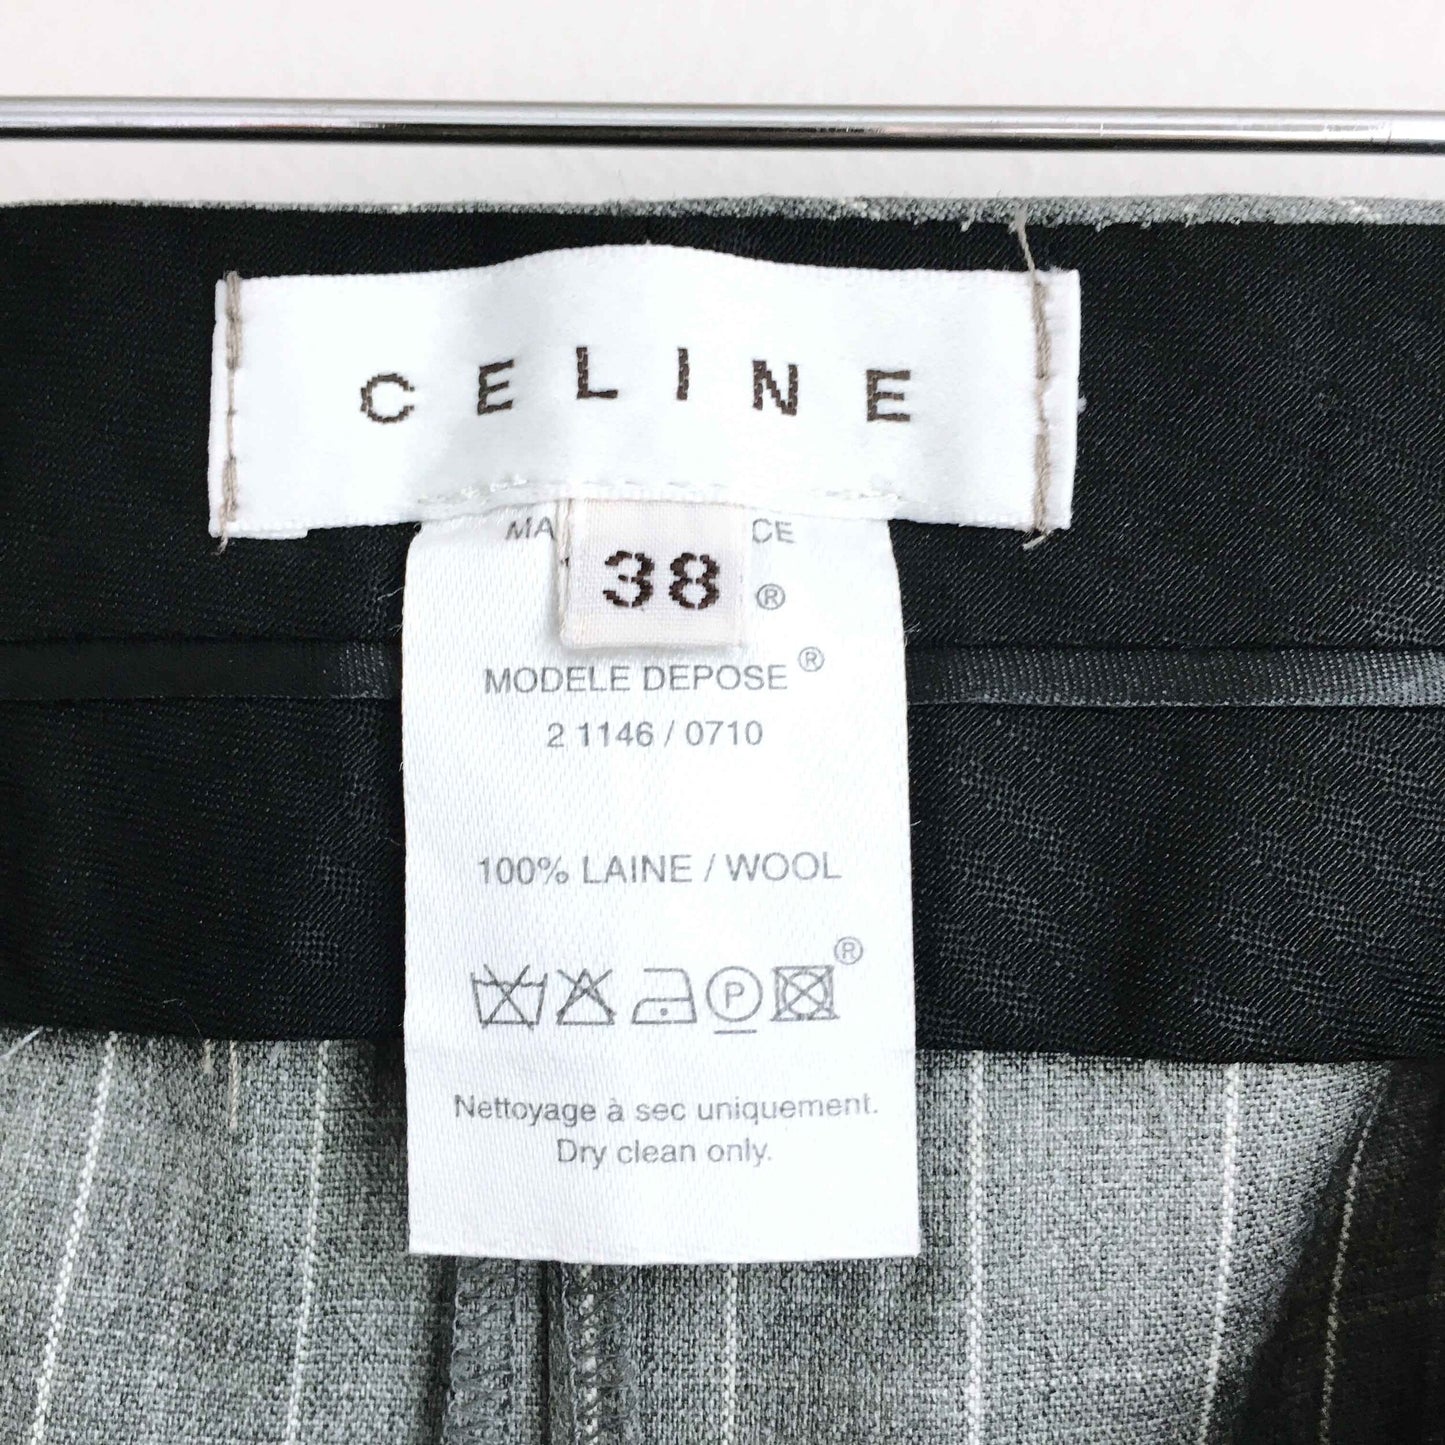 CELINE
38
®
MODELE DEPOSE ®
2 1146 / 0710
100% LAINE / WOOL
P ®
Nettoyage à sec uniquement.
Dry clean only.